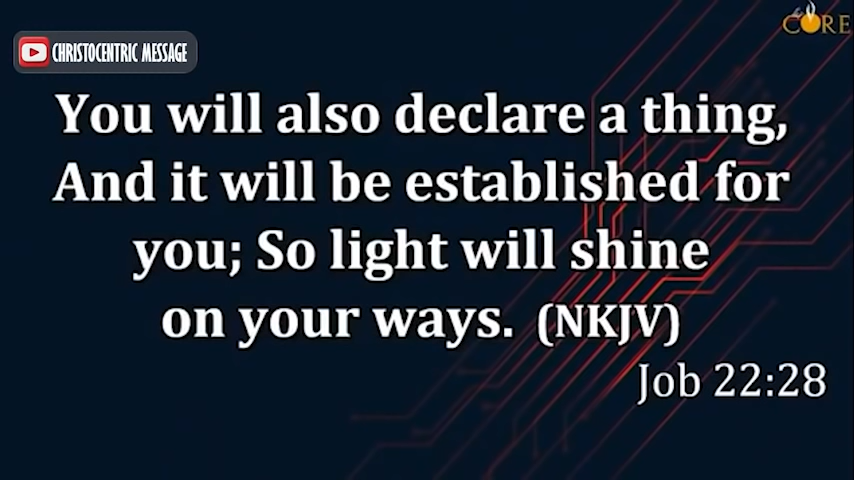 CORE
CHRISTOCENTRIC MESSAGE
You will also declare a thing,
And it will be established for
you; So light will shine
on your ways. (NKJV)
Job 22:28